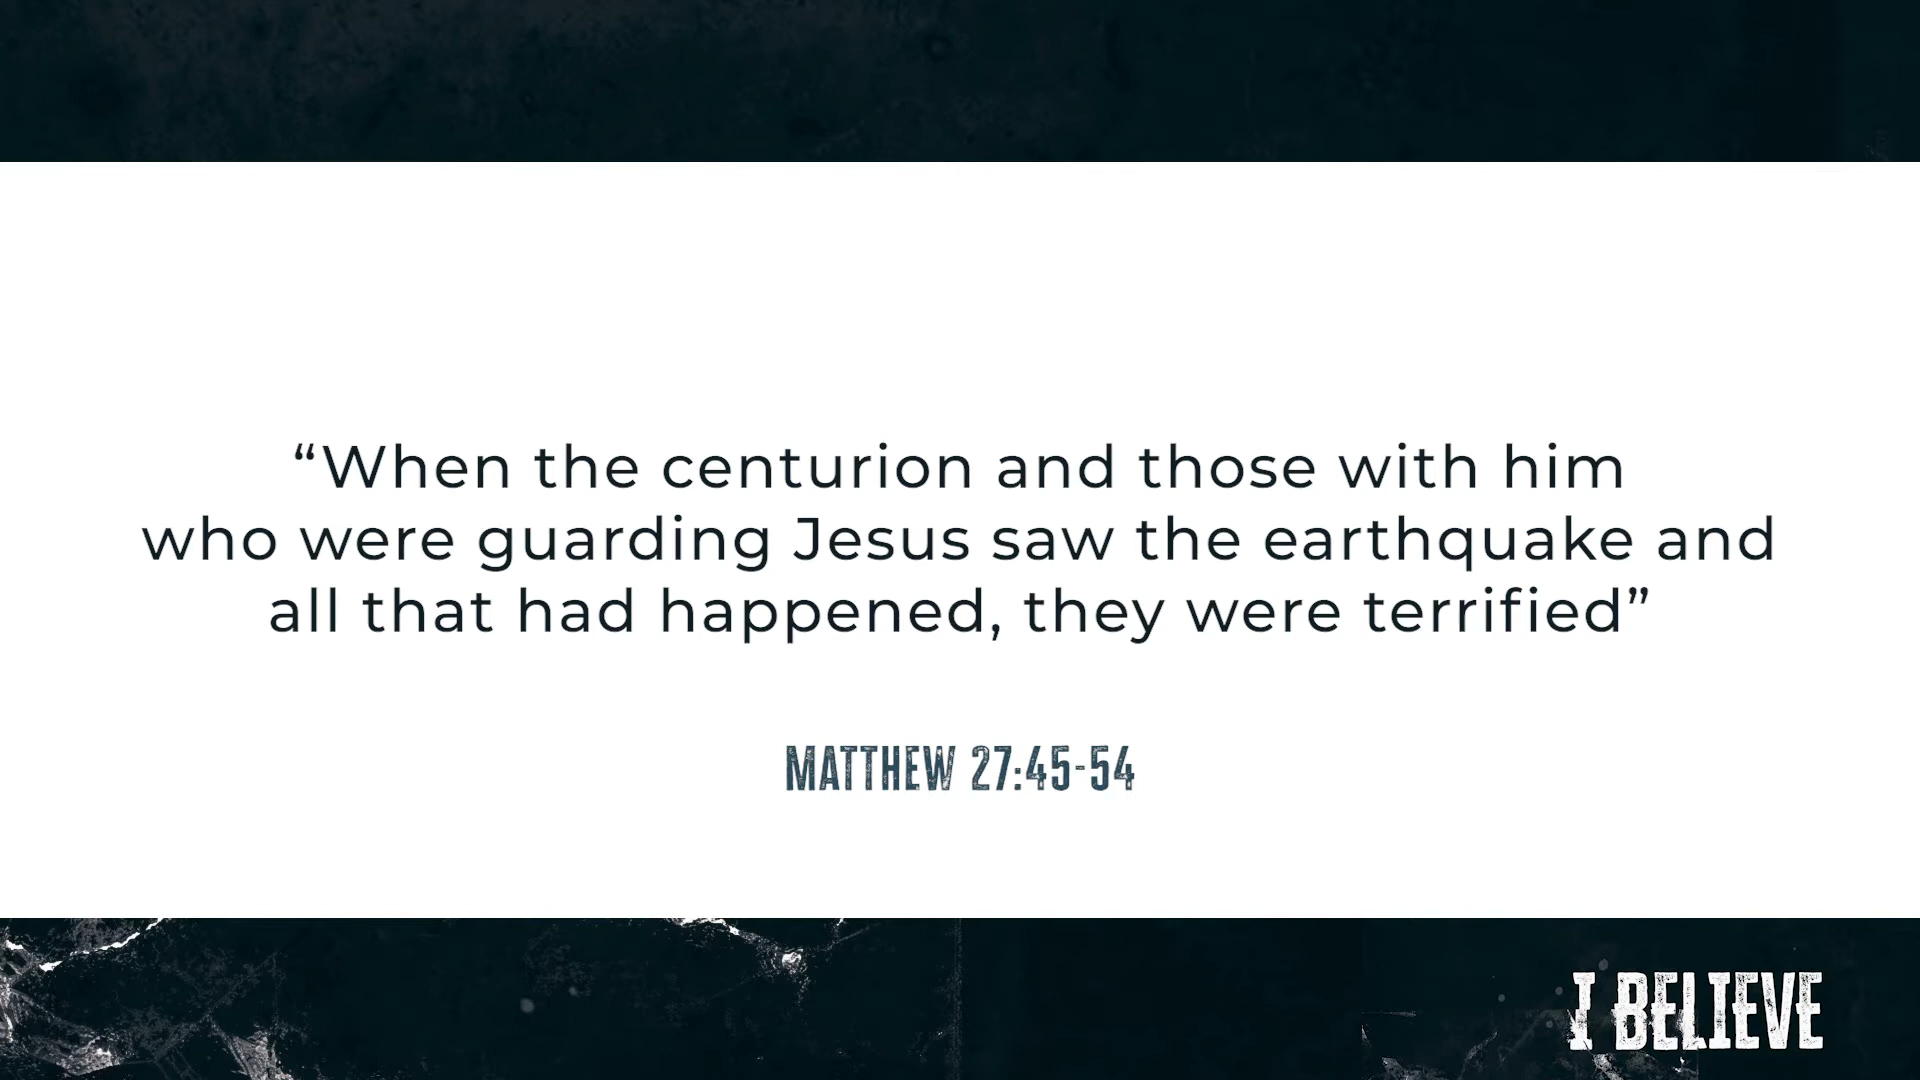 “When the centurion and those with him
who were guarding Jesus saw the earthquake and
all that had happened, they were terrified”
MATTHEW 27:45-54
I BELIEVE